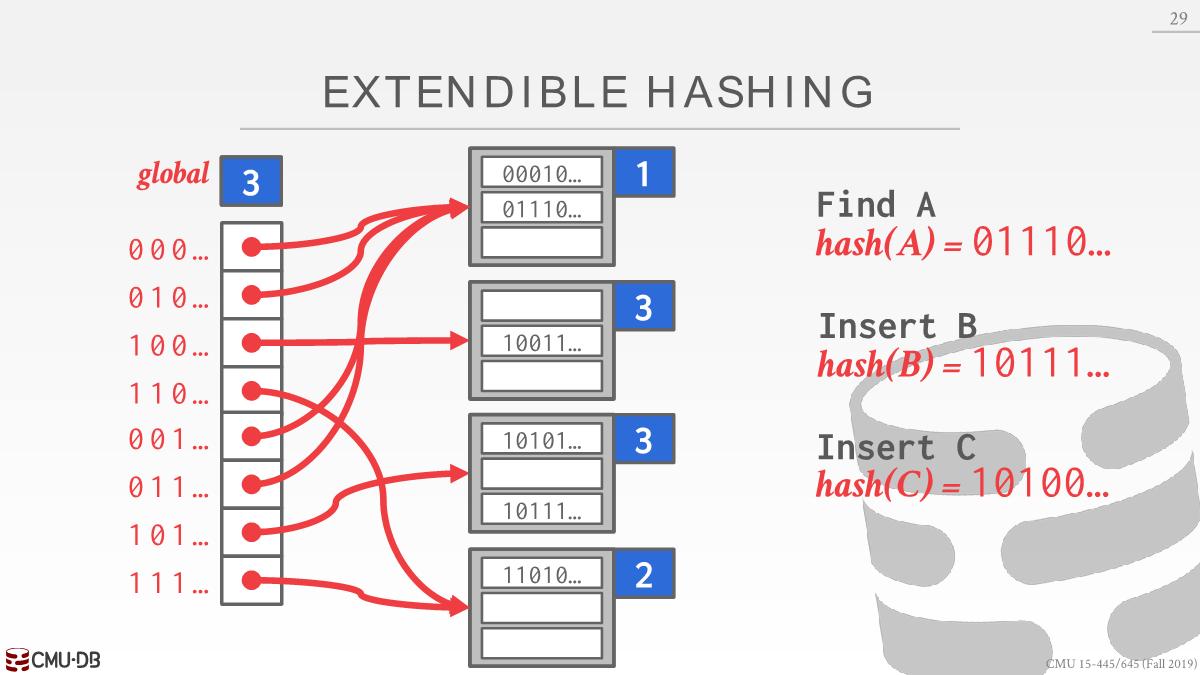 29
EXTENDIBLE HASHING
global 3
000…
010…
100…
110…
001…
011…
101…
111…
00010… 1
01110…
3
10011…
10101… 3
10111…
11010… 2
Find A
hash(A) = 01110…
Insert B
hash(B) = 10111…
Insert C
hash(C) = 10100…
CMU·DB
CMU 15-445/645 (Fall 2019)